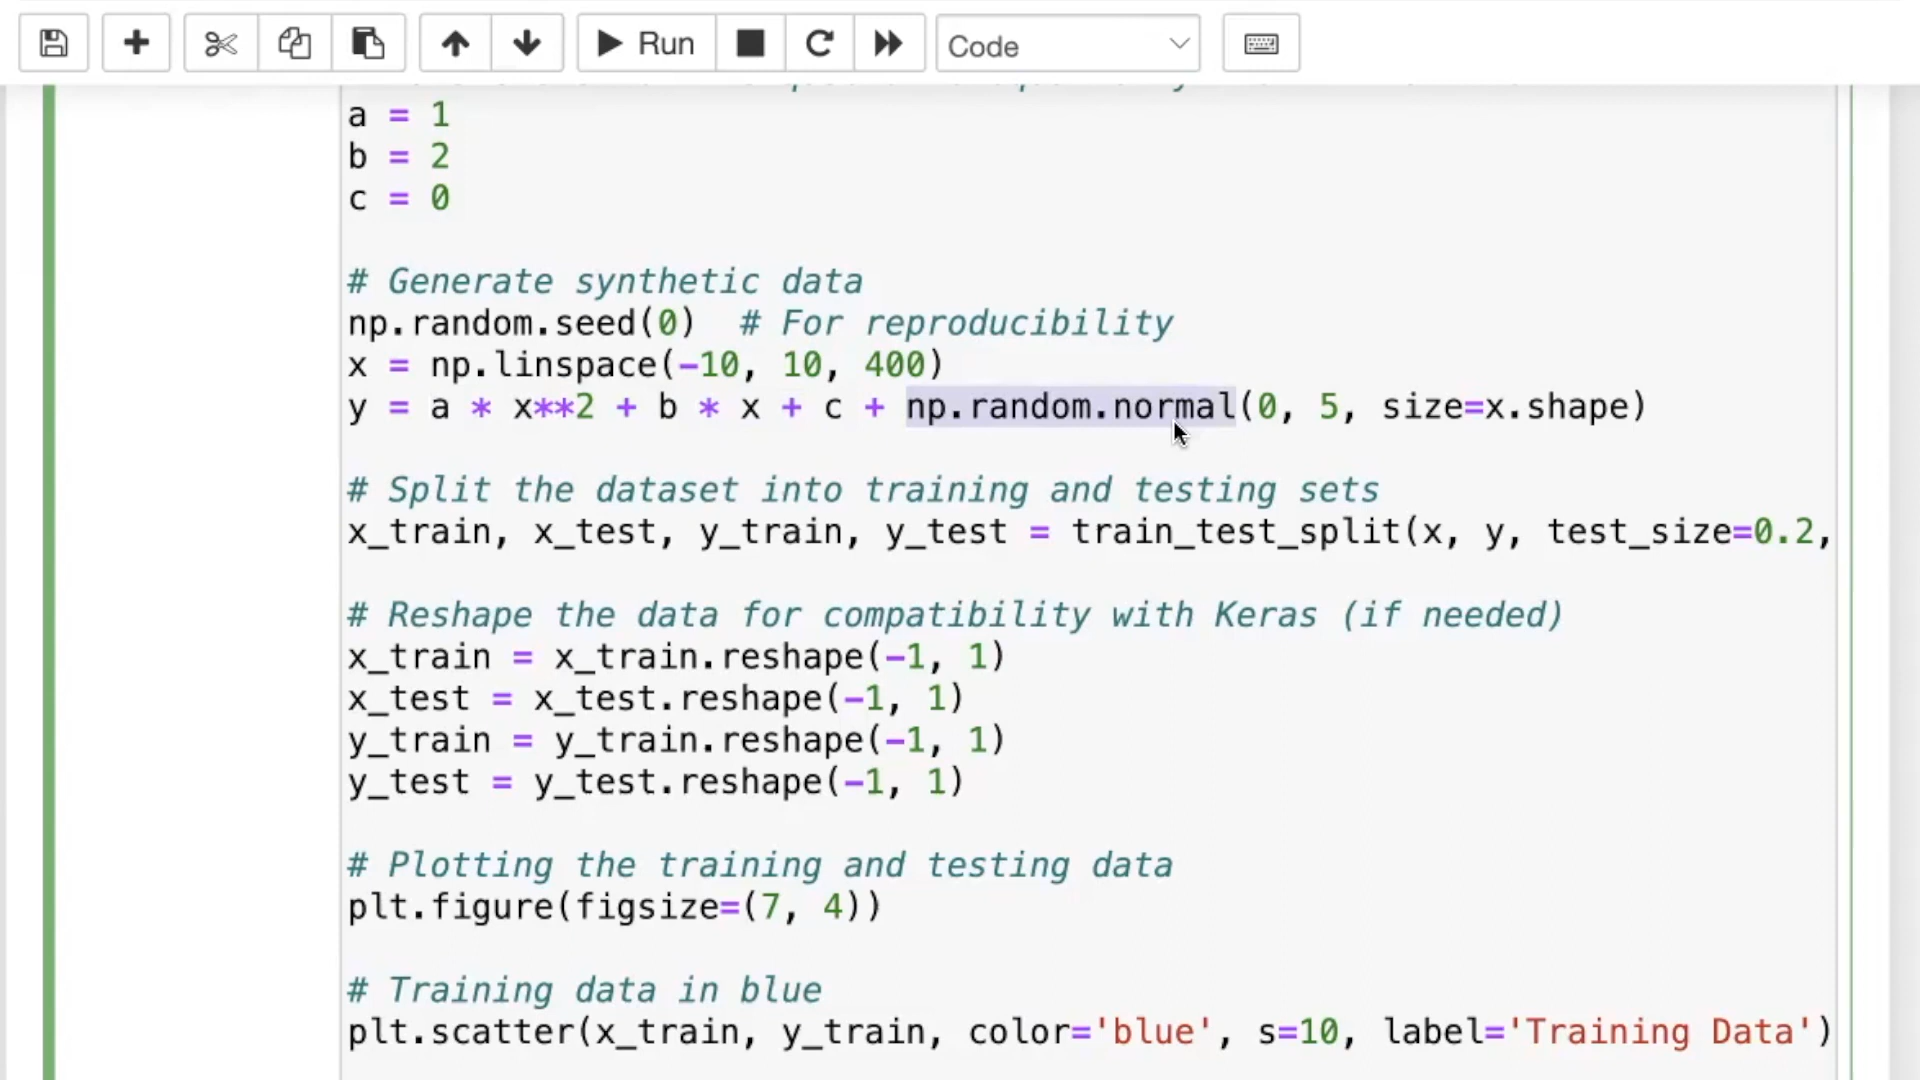 Run
Code
a = 1
b = 2
c = 0
# Generate synthetic data
np.random.seed(0)  # For reproducibility
x = np.linspace(-10, 10, 400)
y = a * x**2 + b * x + c + np.random.normal(0, 5, size=x.shape)
# Split the dataset into training and testing sets
x_train, x_test, y_train, y_test = train_test_split(x, y, test_size=0.2,
# Reshape the data for compatibility with Keras (if needed)
x_train = x_train.reshape(-1, 1)
x_test = x_test.reshape(-1, 1)
y_train = y_train.reshape(-1, 1)
y_test = y_test.reshape(-1, 1)
# Plotting the training and testing data
plt.figure(figsize=(7, 4))
# Training data in blue
plt.scatter(x_train, y_train, color='blue', s=10, label='Training Data')